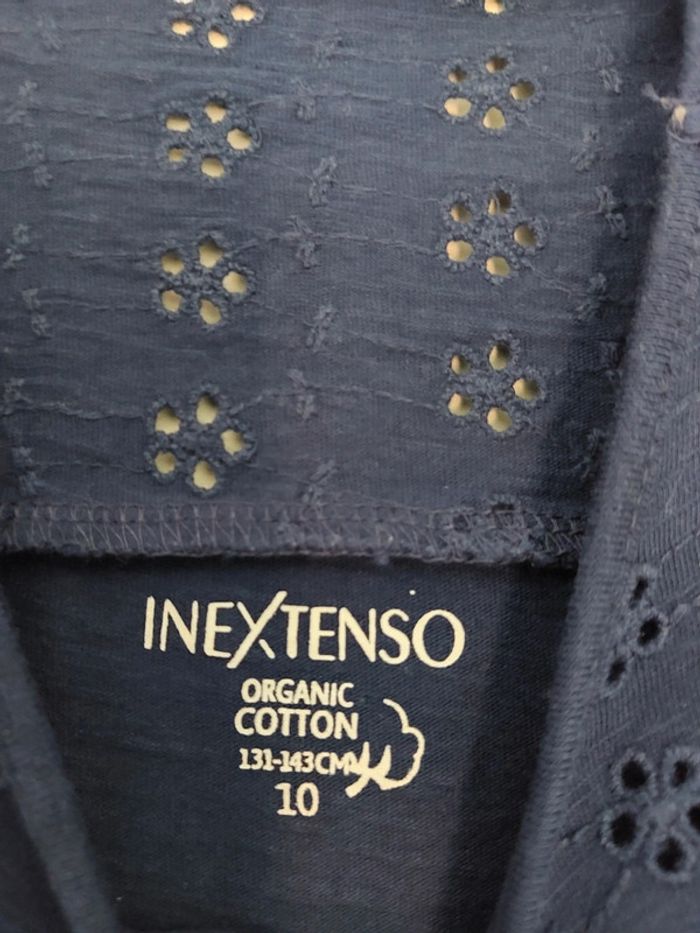 INEXTENSO
ORGANIC
COTTON
131-143CM
10